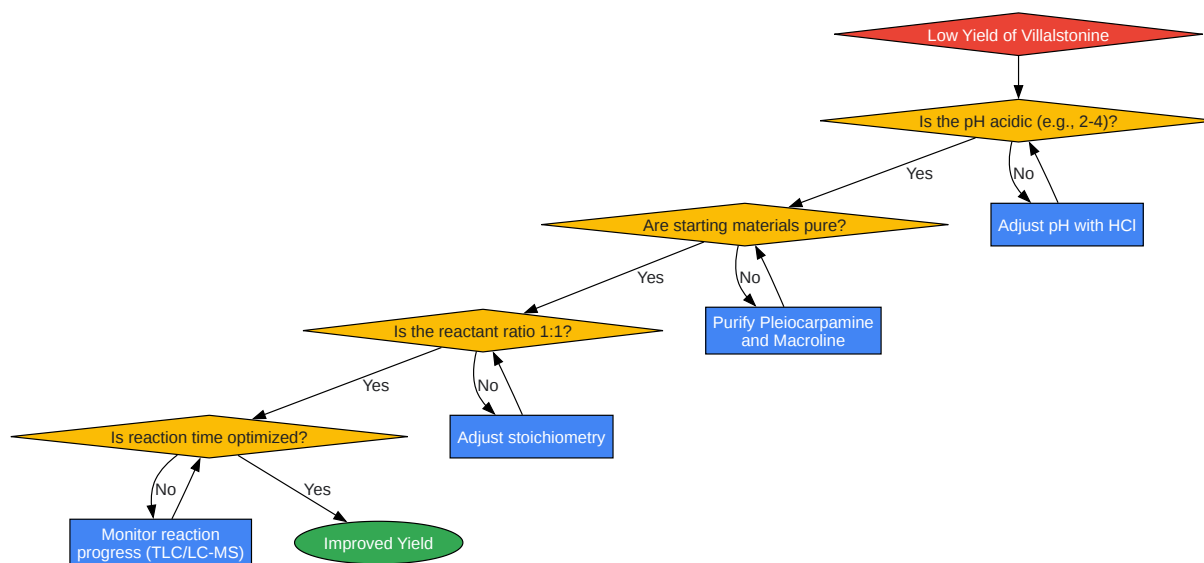 Low Yield of Villalstonine
Is the pH acidic (e.g., 2-4)?
Yes
No
Adjust pH with HCl
Are starting materials pure?
Yes
No
Purify Pleiocarpamine
and Macroline
Is the reactant ratio 1:1?
Yes
No
Adjust stoichiometry
Is reaction time optimized?
No
Yes
Monitor reaction
progress (TLC/LC-MS)
Improved Yield